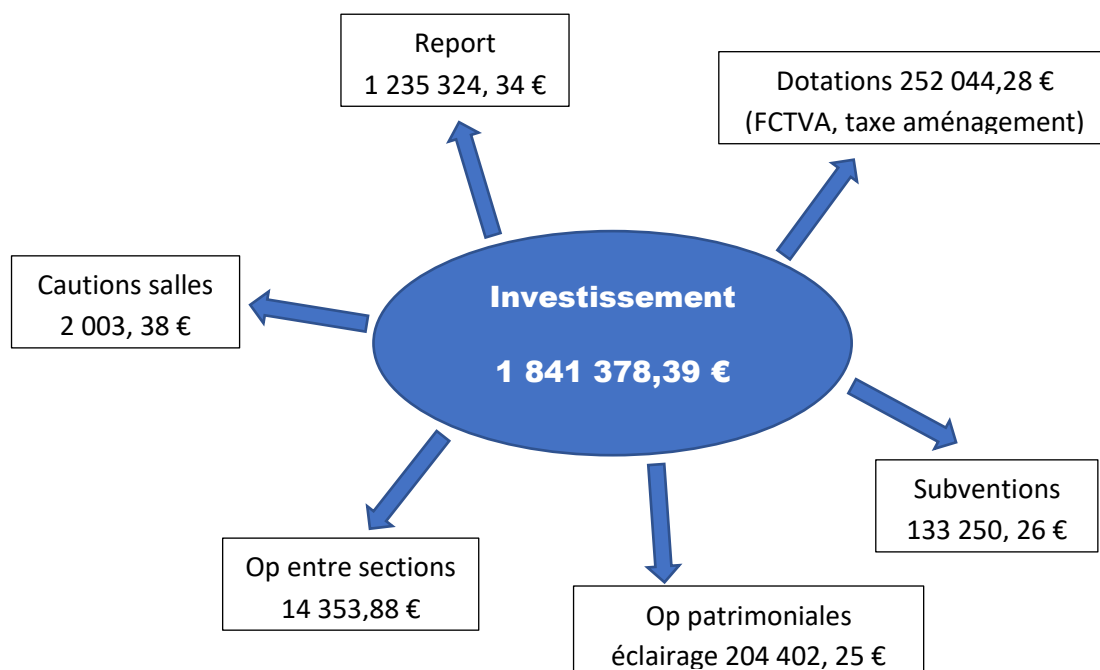 Report
1 235 324, 34 €
Dotations 252 044,28 €
(FCTVA, taxe aménagement)
Cautions salles
2 003, 38 €
Investissement
1 841 378,39 €
Subventions
133 250, 26 €
Op entre sections
14 353,88 €
Op patrimoniales
éclairage 204 402, 25 €